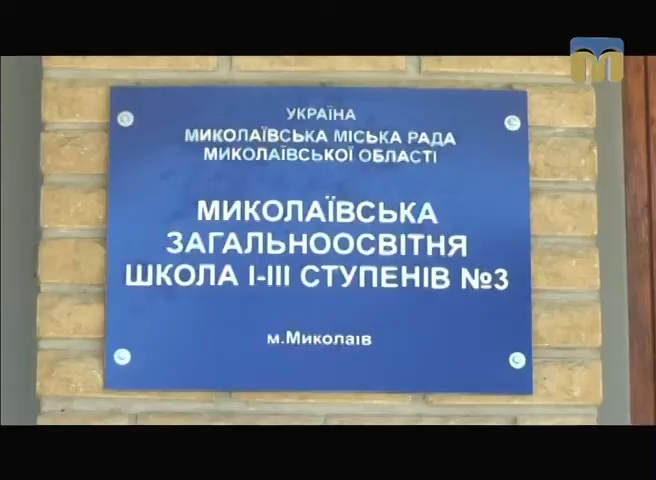 УКРАЇНА
МИКОЛАЇВСЬКА МІСЬКА РАДА
МИКОЛАЇВСЬКОЇ ОБЛАСТІ
МИКОЛАЇВСЬКА
ЗАГАЛЬНООСВІТНЯ
ШКОЛА І-ІІІ СТУПЕНІВ №3
м.Миколаїв